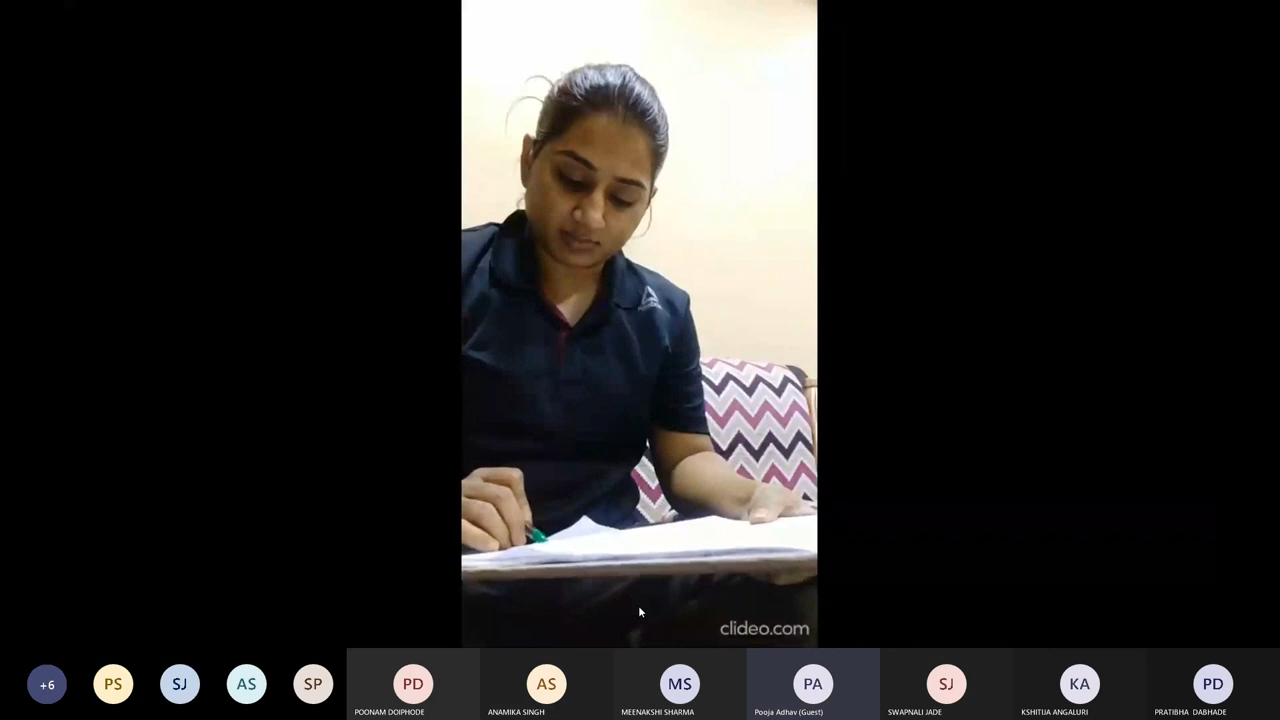 clideo.com
+6
PS
SJ
AS
SP
PD
POONAM DOIPHODE
AS
ANAMIKA SINGH
MS
MEENAKSHI SHARMA
PA
Pooja Adhav (Guest)
SJ
SWAPNALI JADE
KA
KSHITIJA ANGALURI
PD
PRATIBHA DABHADE